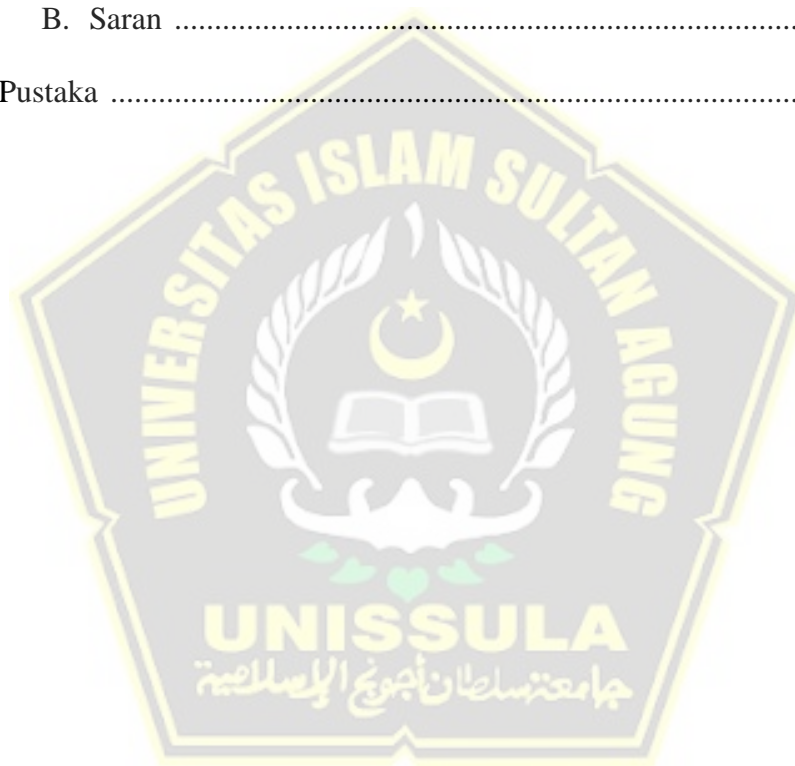 B. Saran ....................................................................
Pustaka ..........................................................................
UNIVERSITAS ISLAM SULTAN AGUNG
UNISSULA
جامعة سلطان أجونج الإسلامية